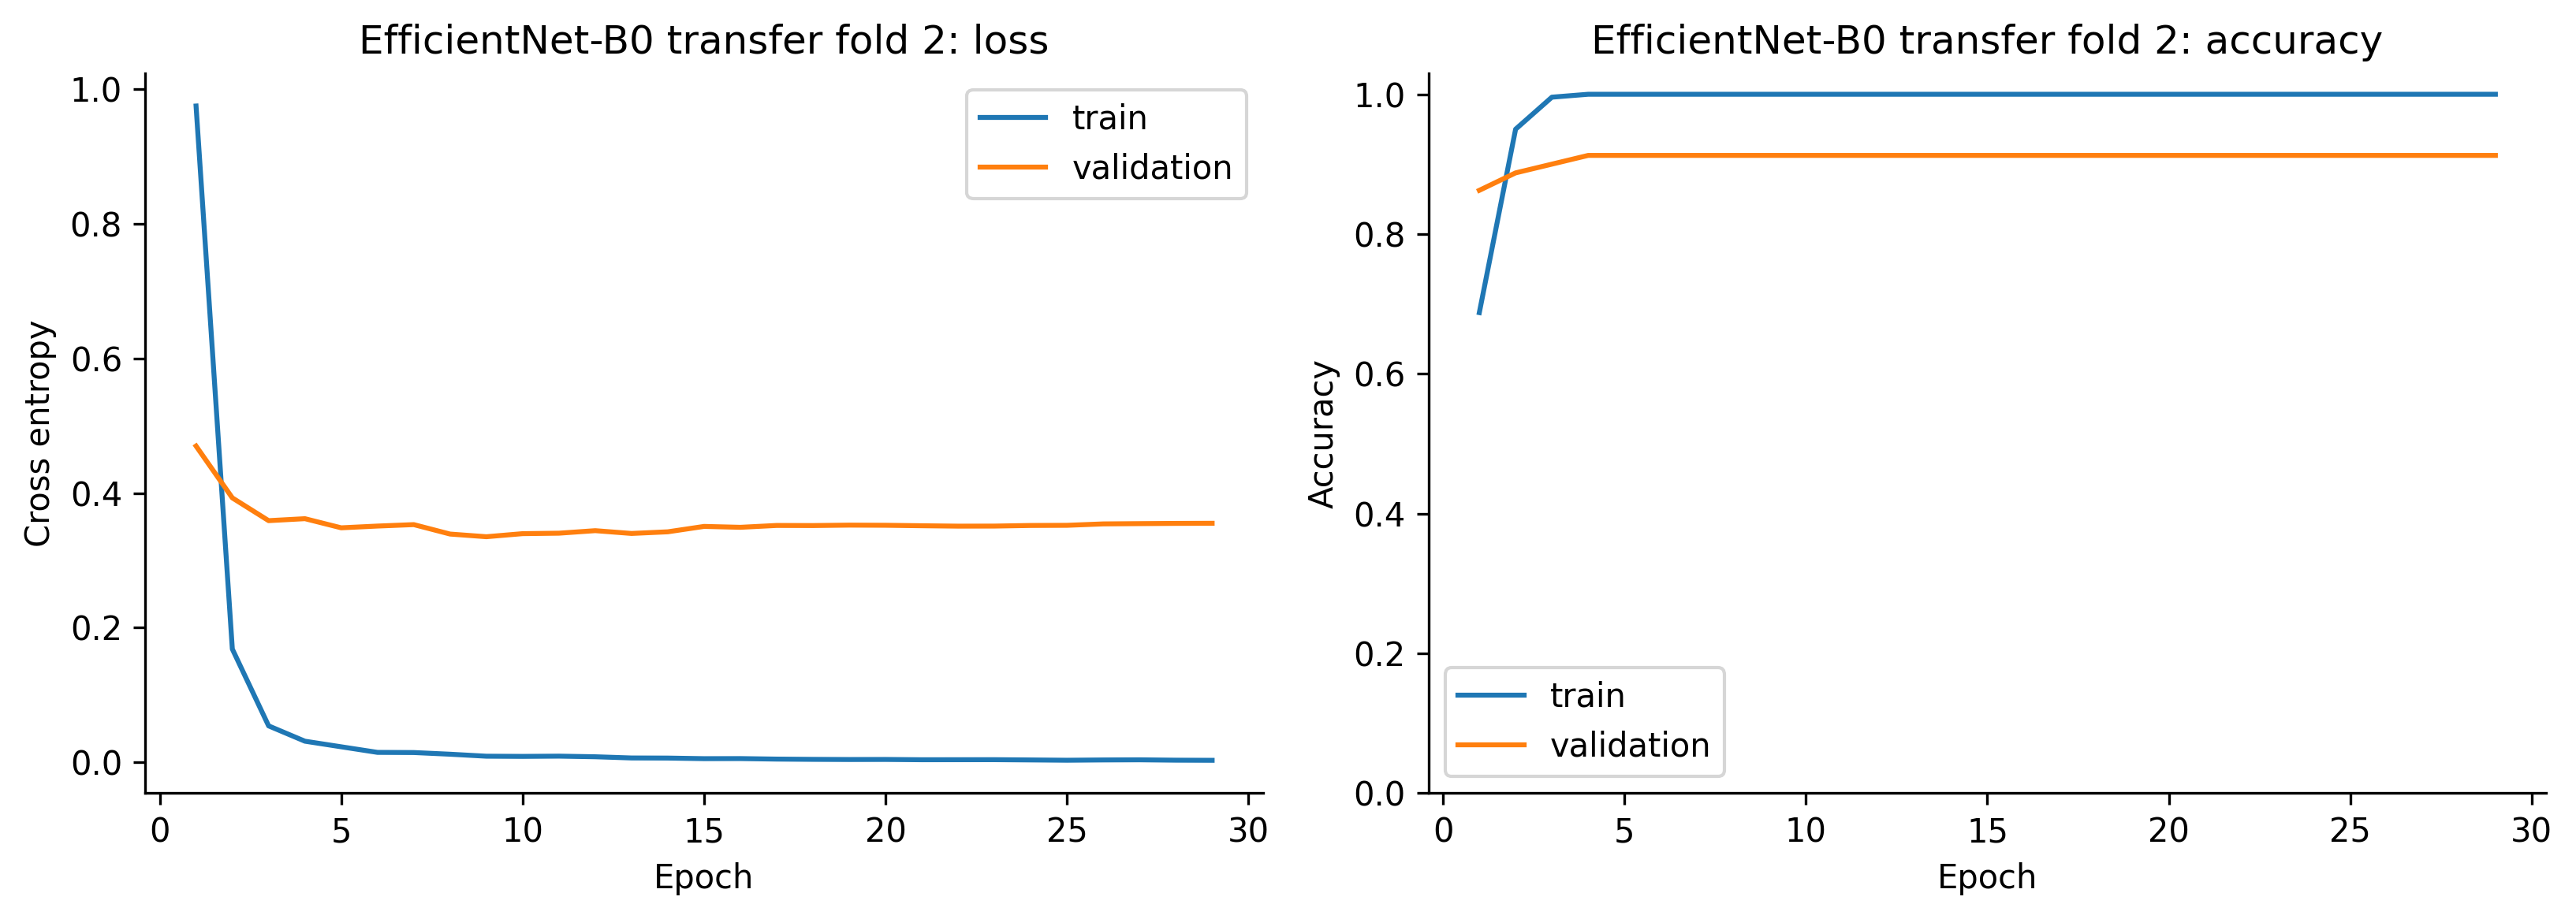 EfficientNet-B0 transfer fold 2: loss
1.0
0.8
0.6
0.4
0.2
0.0
Cross entropy
train
validation
0 5 10 15 20 25 30
Epoch
EfficientNet-B0 transfer fold 2: accuracy
1.0
0.8
0.6
0.4
0.2
0.0
Accuracy
train
validation
0 5 10 15 20 25 30
Epoch